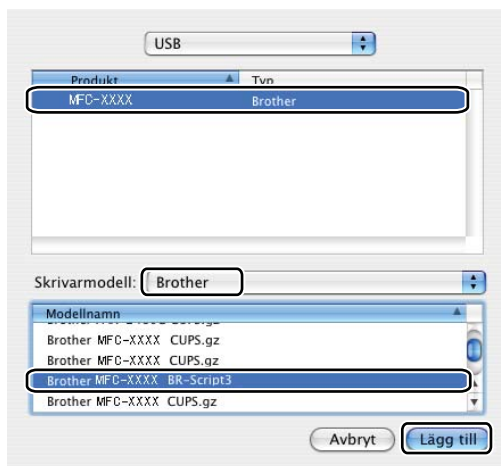 USB
Produkt Typ
MFC-XXXX Brother
Skrivarmodell: Brother
Modellnamn
Brother MFC-XXXX CUPS.gz
Brother MFC-XXXX CUPS.gz
Brother MFC-XXXX BR-Script3
Brother MFC-XXXX CUPS.gz
Avbryt Lägg till